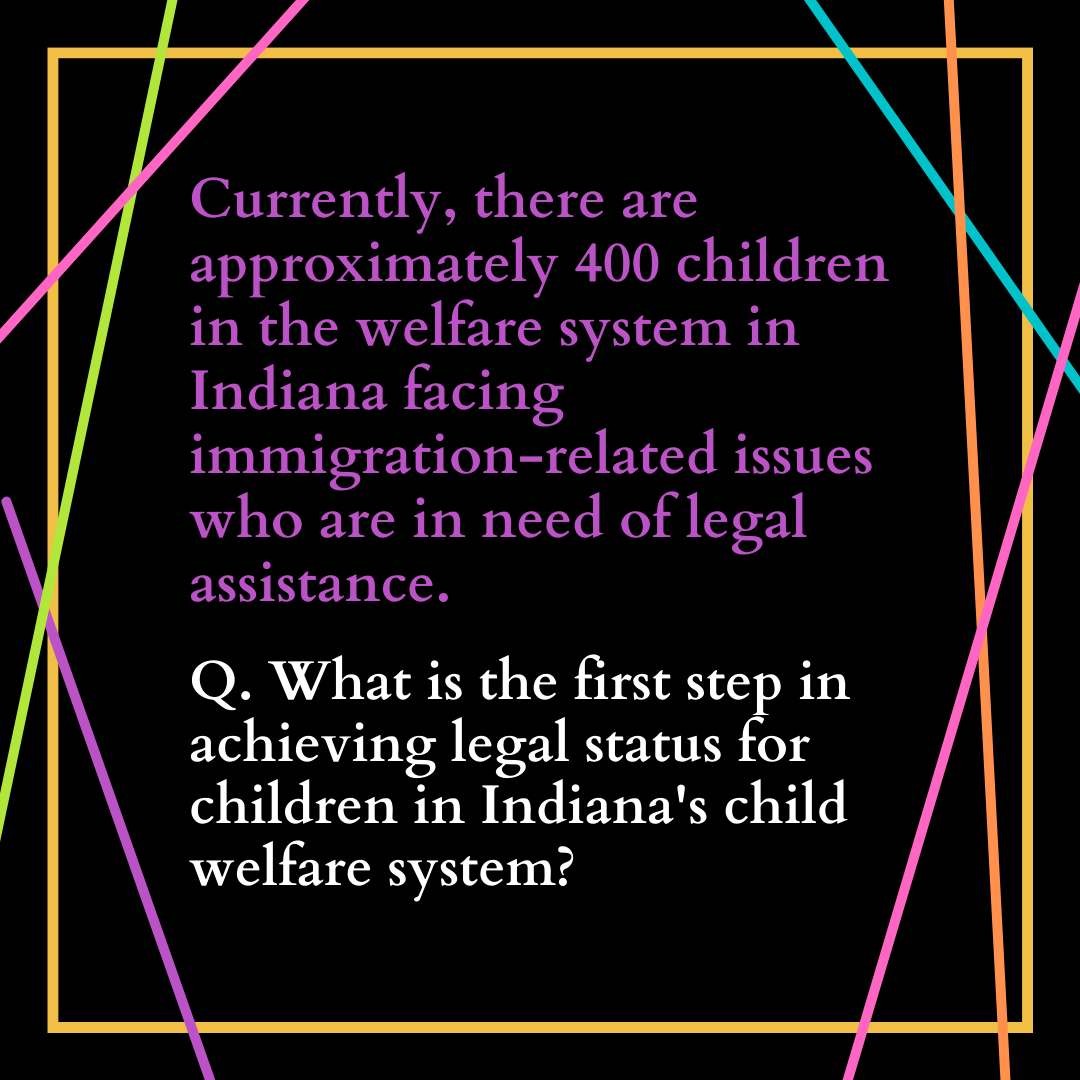 Currently, there are
approximately 400 children
in the welfare system in
Indiana facing
immigration-related issues
who are in need of legal
assistance.
Q. What is the first step in
achieving legal status for
children in Indiana's child
welfare system?